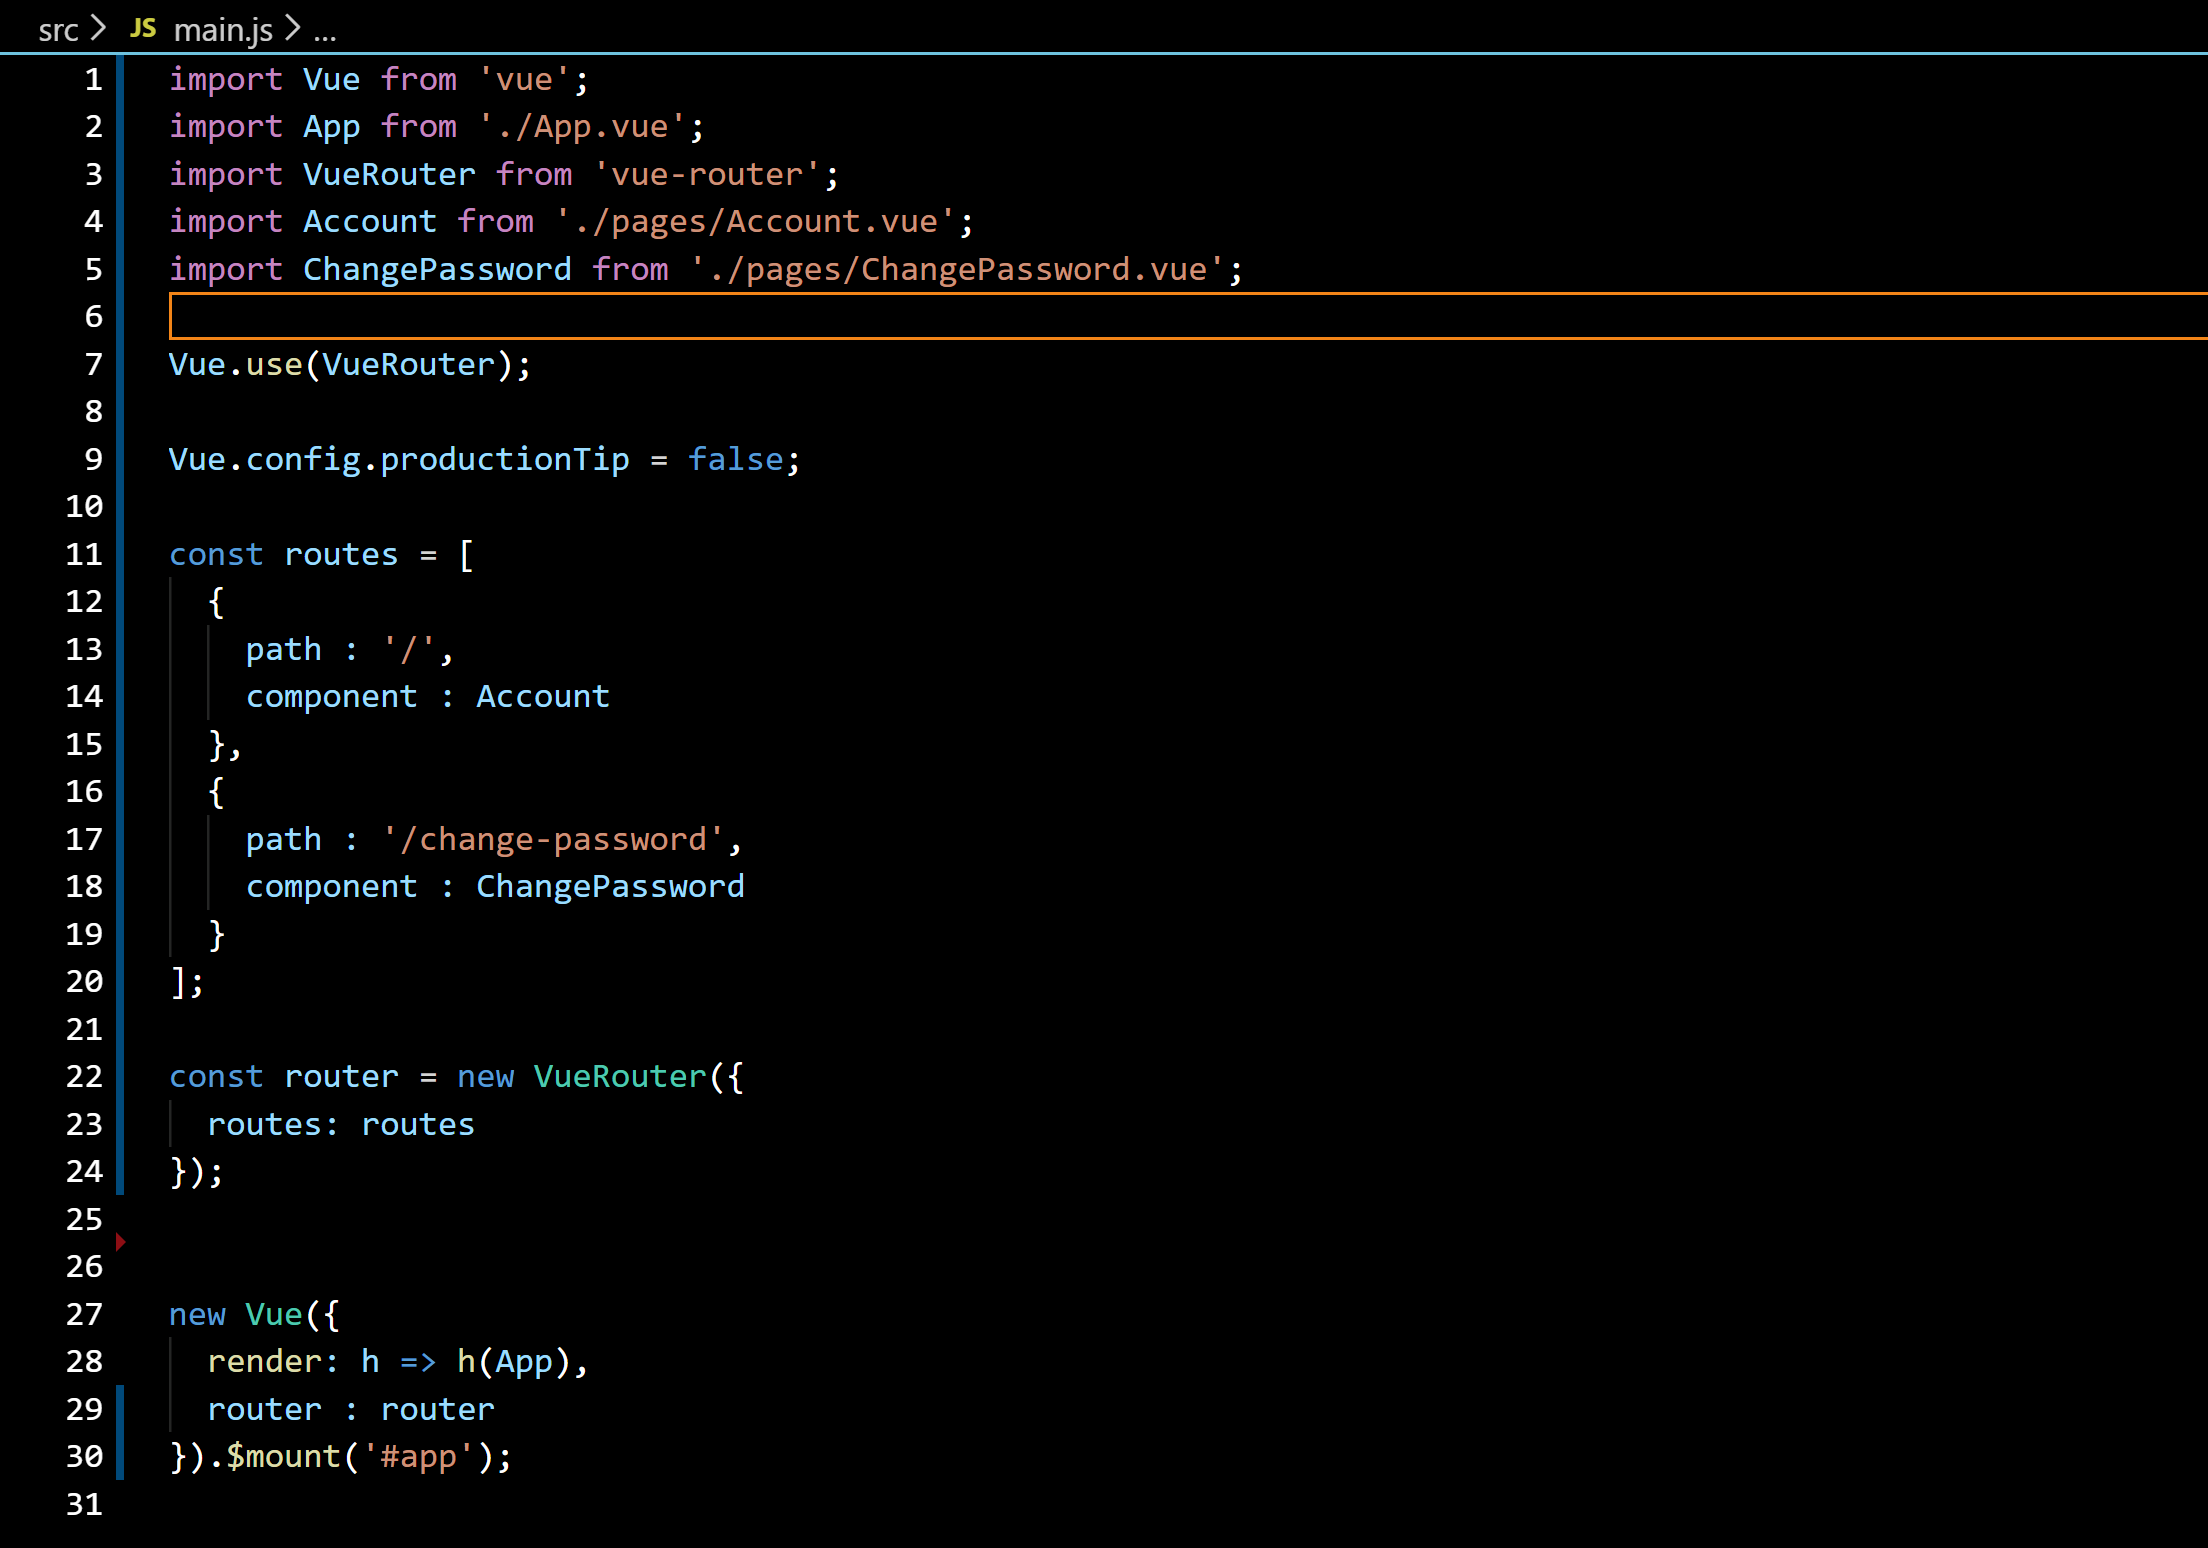 src > JS main.js > ...
1 import Vue from 'vue';
2 import App from './App.vue';
3 import VueRouter from 'vue-router';
4 import Account from './pages/Account.vue';
5 import ChangePassword from './pages/ChangePassword.vue';
6
7 Vue.use(VueRouter);
8
9 Vue.config.productionTip = false;
10
11 const routes = [
12   {
13     path : '/',
14     component : Account
15   },
16   {
17     path : '/change-password',
18     component : ChangePassword
19   }
20 ];
21
22 const router = new VueRouter({
23   routes: routes
24 });
25
26
27 new Vue({
28   render: h => h(App),
29   router : router
30 }).$mount('#app');
31